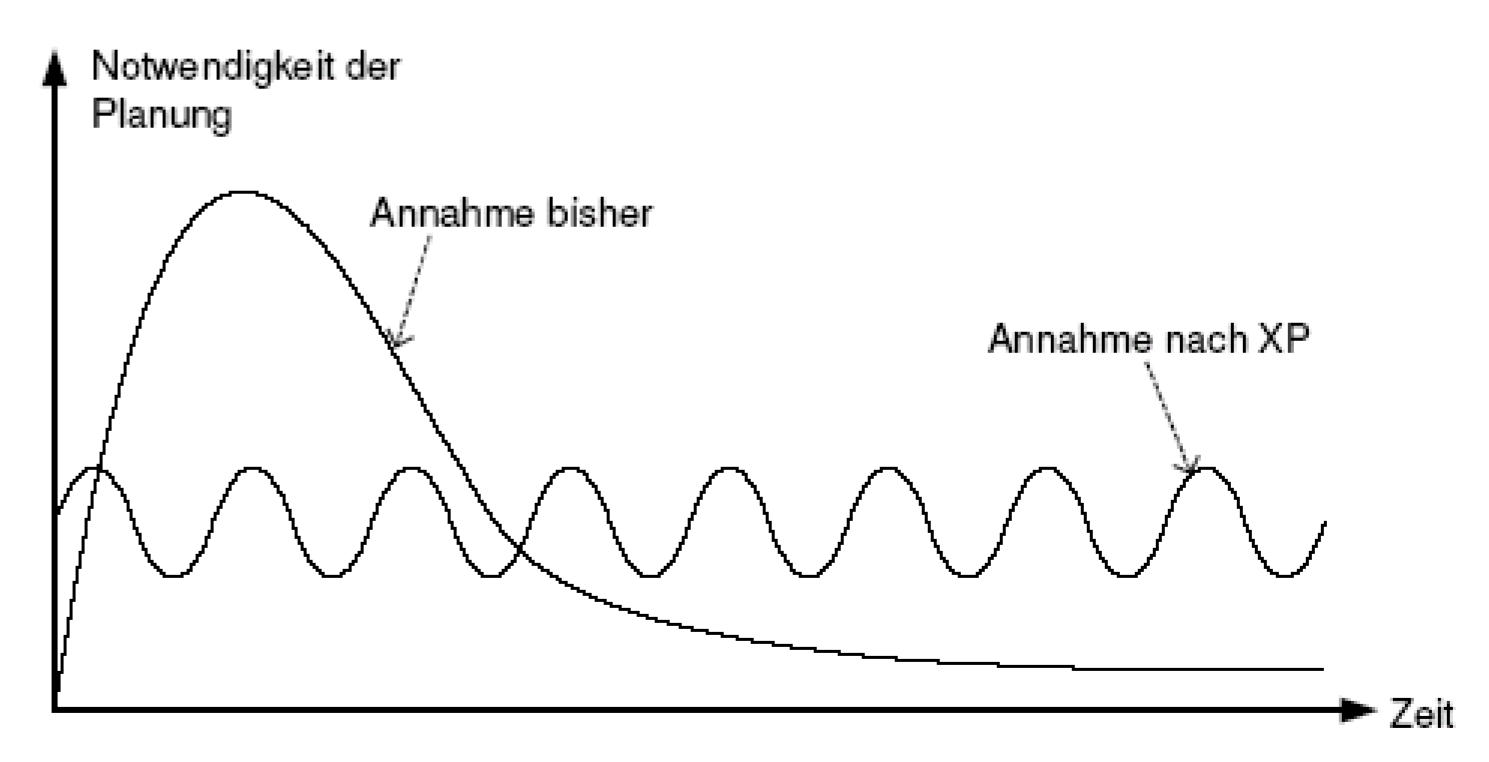 Notwendigkeit der
Planung
Annahme bisher
Annahme nach XP
Zeit